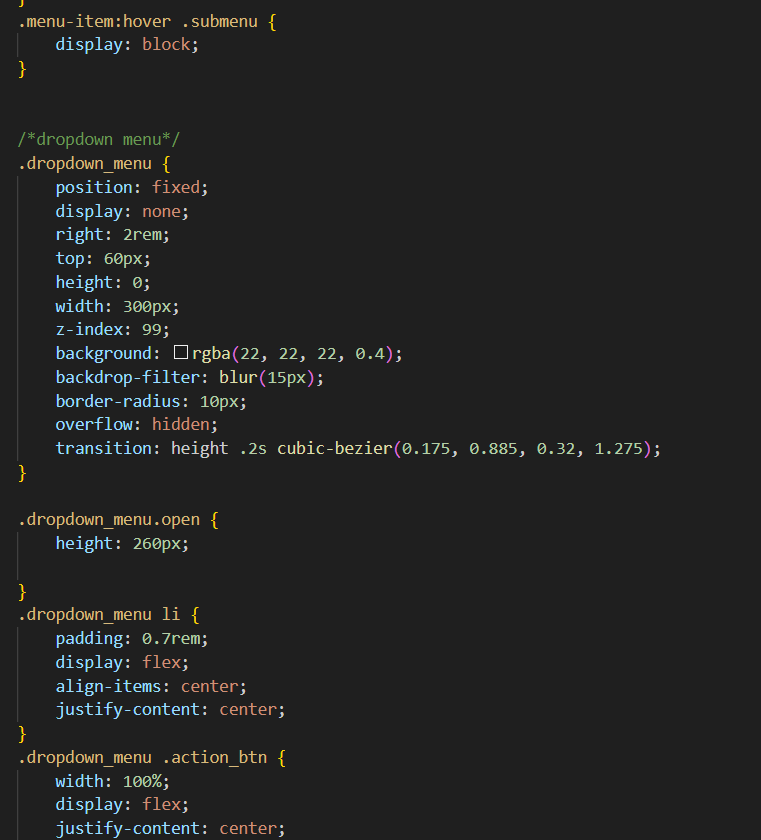 }
.menu-item:hover .submenu {
    display: block;
}
/*dropdown menu*/
.dropdown_menu {
    position: fixed;
    display: none;
    right: 2rem;
    top: 60px;
    height: 0;
    width: 300px;
    z-index: 99;
    background: rgba(22, 22, 22, 0.4);
    backdrop-filter: blur(15px);
    border-radius: 10px;
    overflow: hidden;
    transition: height .2s cubic-bezier(0.175, 0.885, 0.32, 1.275);
}
.dropdown_menu.open {
    height: 260px;
}
.dropdown_menu li {
    padding: 0.7rem;
    display: flex;
    align-items: center;
    justify-content: center;
}
.dropdown_menu .action_btn {
    width: 100%;
    display: flex;
    justify-content: center;